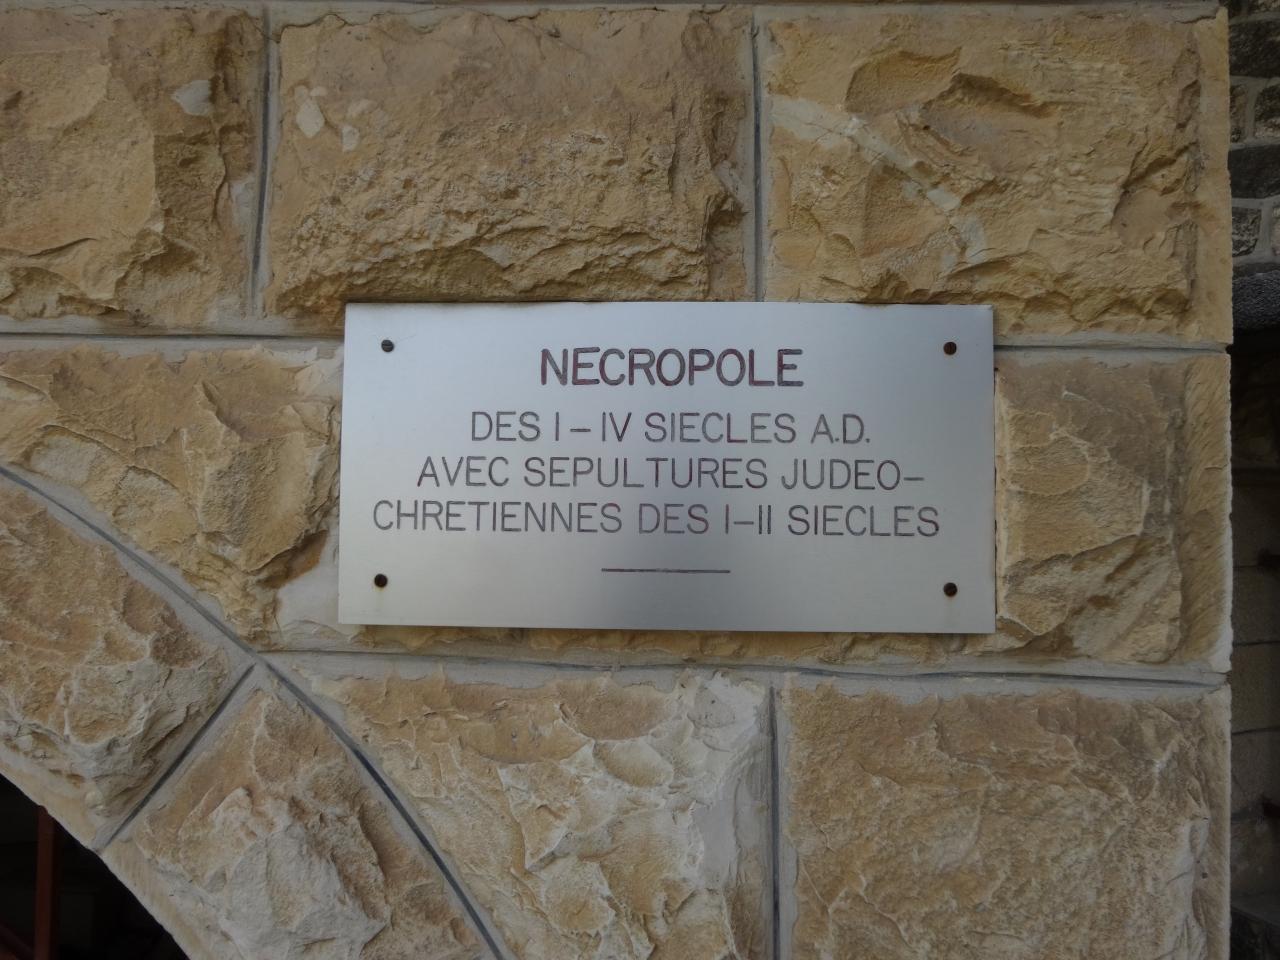 NECROPOLE
DES I–IV SIECLES A.D.
AVEC SEPULTURES JUDEO–
CHRETIENNES DES I–II SIECLES